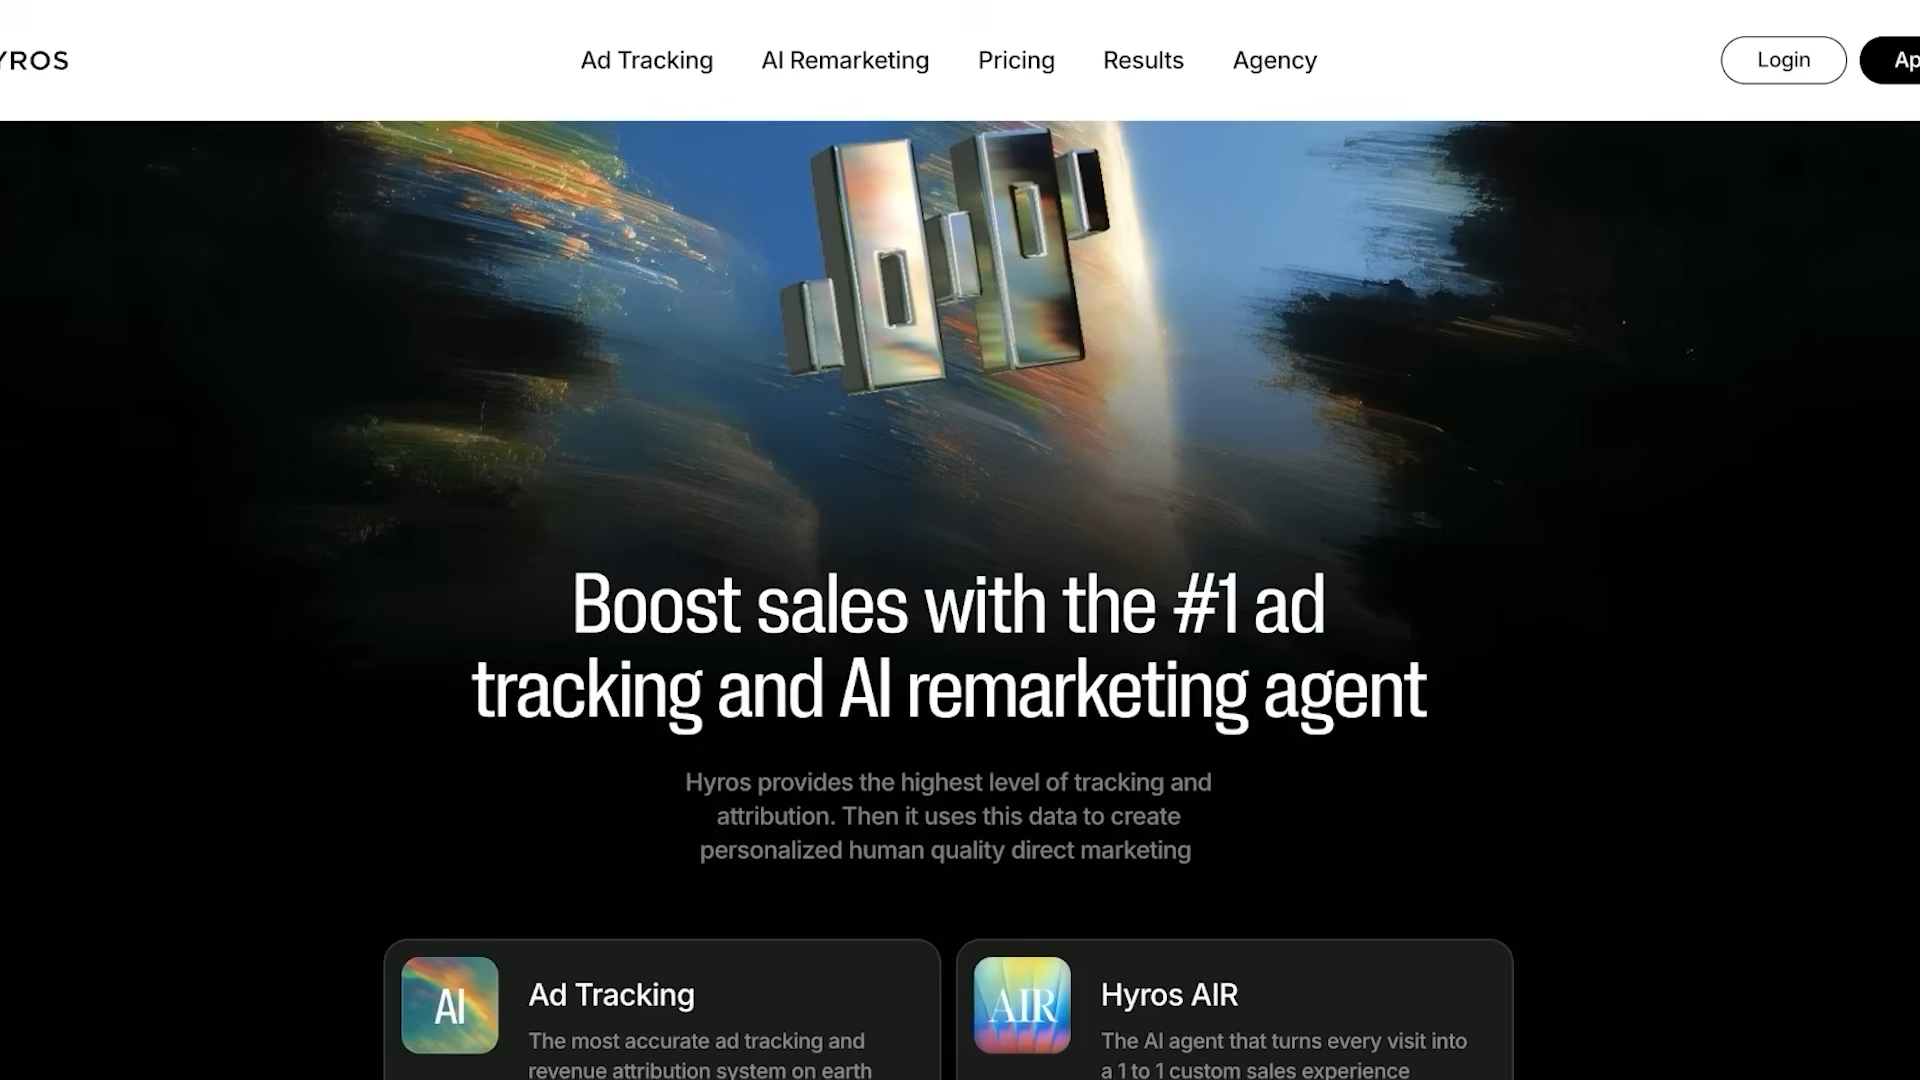 YROS
Ad Tracking
AI Remarketing
Pricing
Results
Agency
Login
Ap
Boost sales with the #1 ad
tracking and AI remarketing agent
Hyros provides the highest level of tracking and
attribution. Then it uses this data to create
personalized human quality direct marketing
AI
Ad Tracking
The most accurate ad tracking and
revenue attribution system on earth
AIR
Hyros AIR
The AI agent that turns every visit into
a 1 to 1 custom sales experience